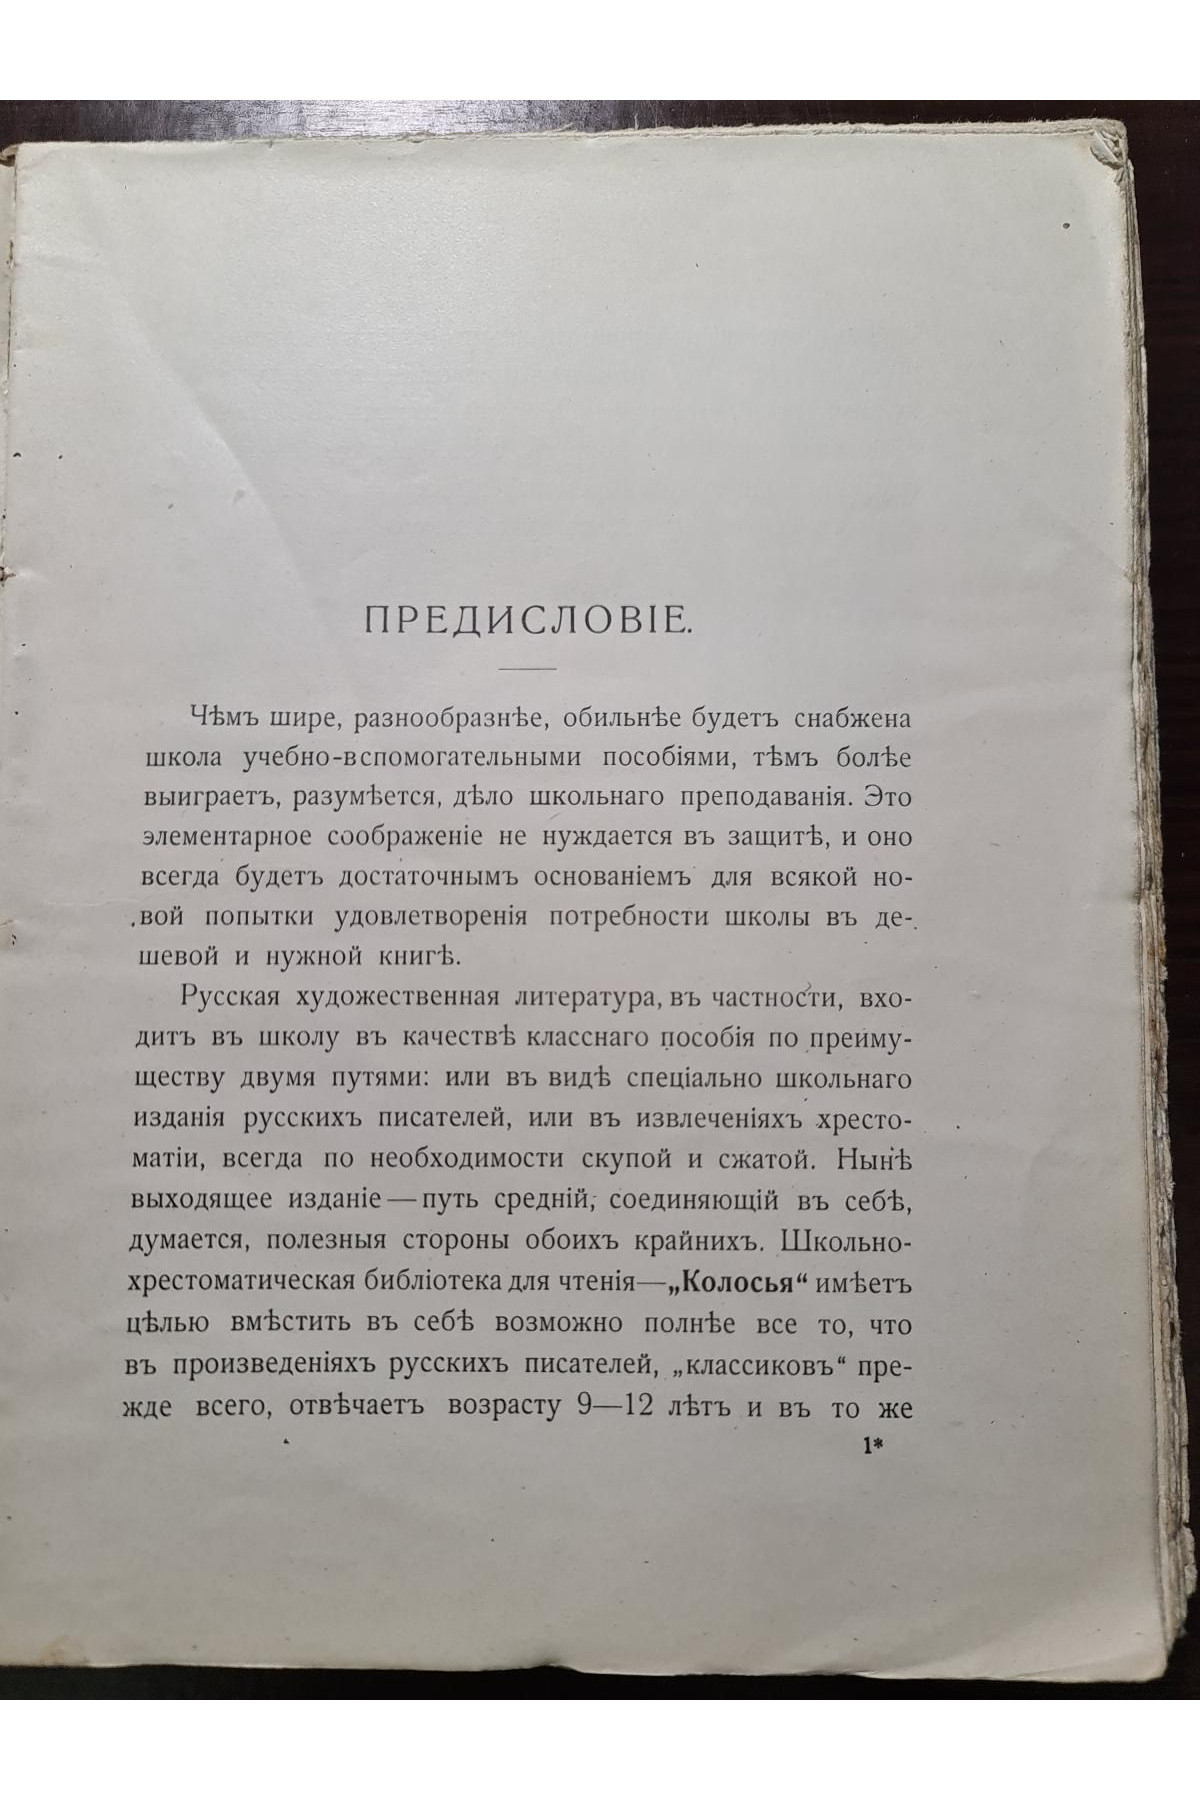 ПРЕДИСЛОВІЕ.
Чѣмъ шире, разнообразнѣе, обильнѣе будетъ снабжена
школа учебно-вспомогательными пособіями, тѣмъ болѣе
выиграетъ, разумѣется, дѣло школьнаго преподаванія. Это
элементарное соображеніе не нуждается въ защитѣ, и оно
всегда будетъ достаточнымъ основаніемъ для всякой но-
вой попытки удовлетворенія потребности школы въ де-
шевой и нужной книгѣ.
Русская художественная литература, въ частности, вхо-
дитъ въ школу въ качествѣ класснаго пособія по преиму-
ществу двумя путями: или въ видѣ спеціально школьнаго
изданія русскихъ писателей, или въ извлеченіяхъ хресто-
матіи, всегда по необходимости скупой и сжатой. Нынѣ
выходящее изданіе — путь средній, соединяющій въ себѣ,
думается, полезныя стороны обоихъ крайнихъ. Школьно-
хрестоматическая библіотека для чтенія—„Колосья“ имѣетъ
цѣлью вмѣстить въ себѣ возможно полнѣе все то, что
въ произведеніяхъ русскихъ писателей, „классиковъ“ пре-
жде всего, отвѣчаетъ возрасту 9—12 лѣтъ и въ то же
1*